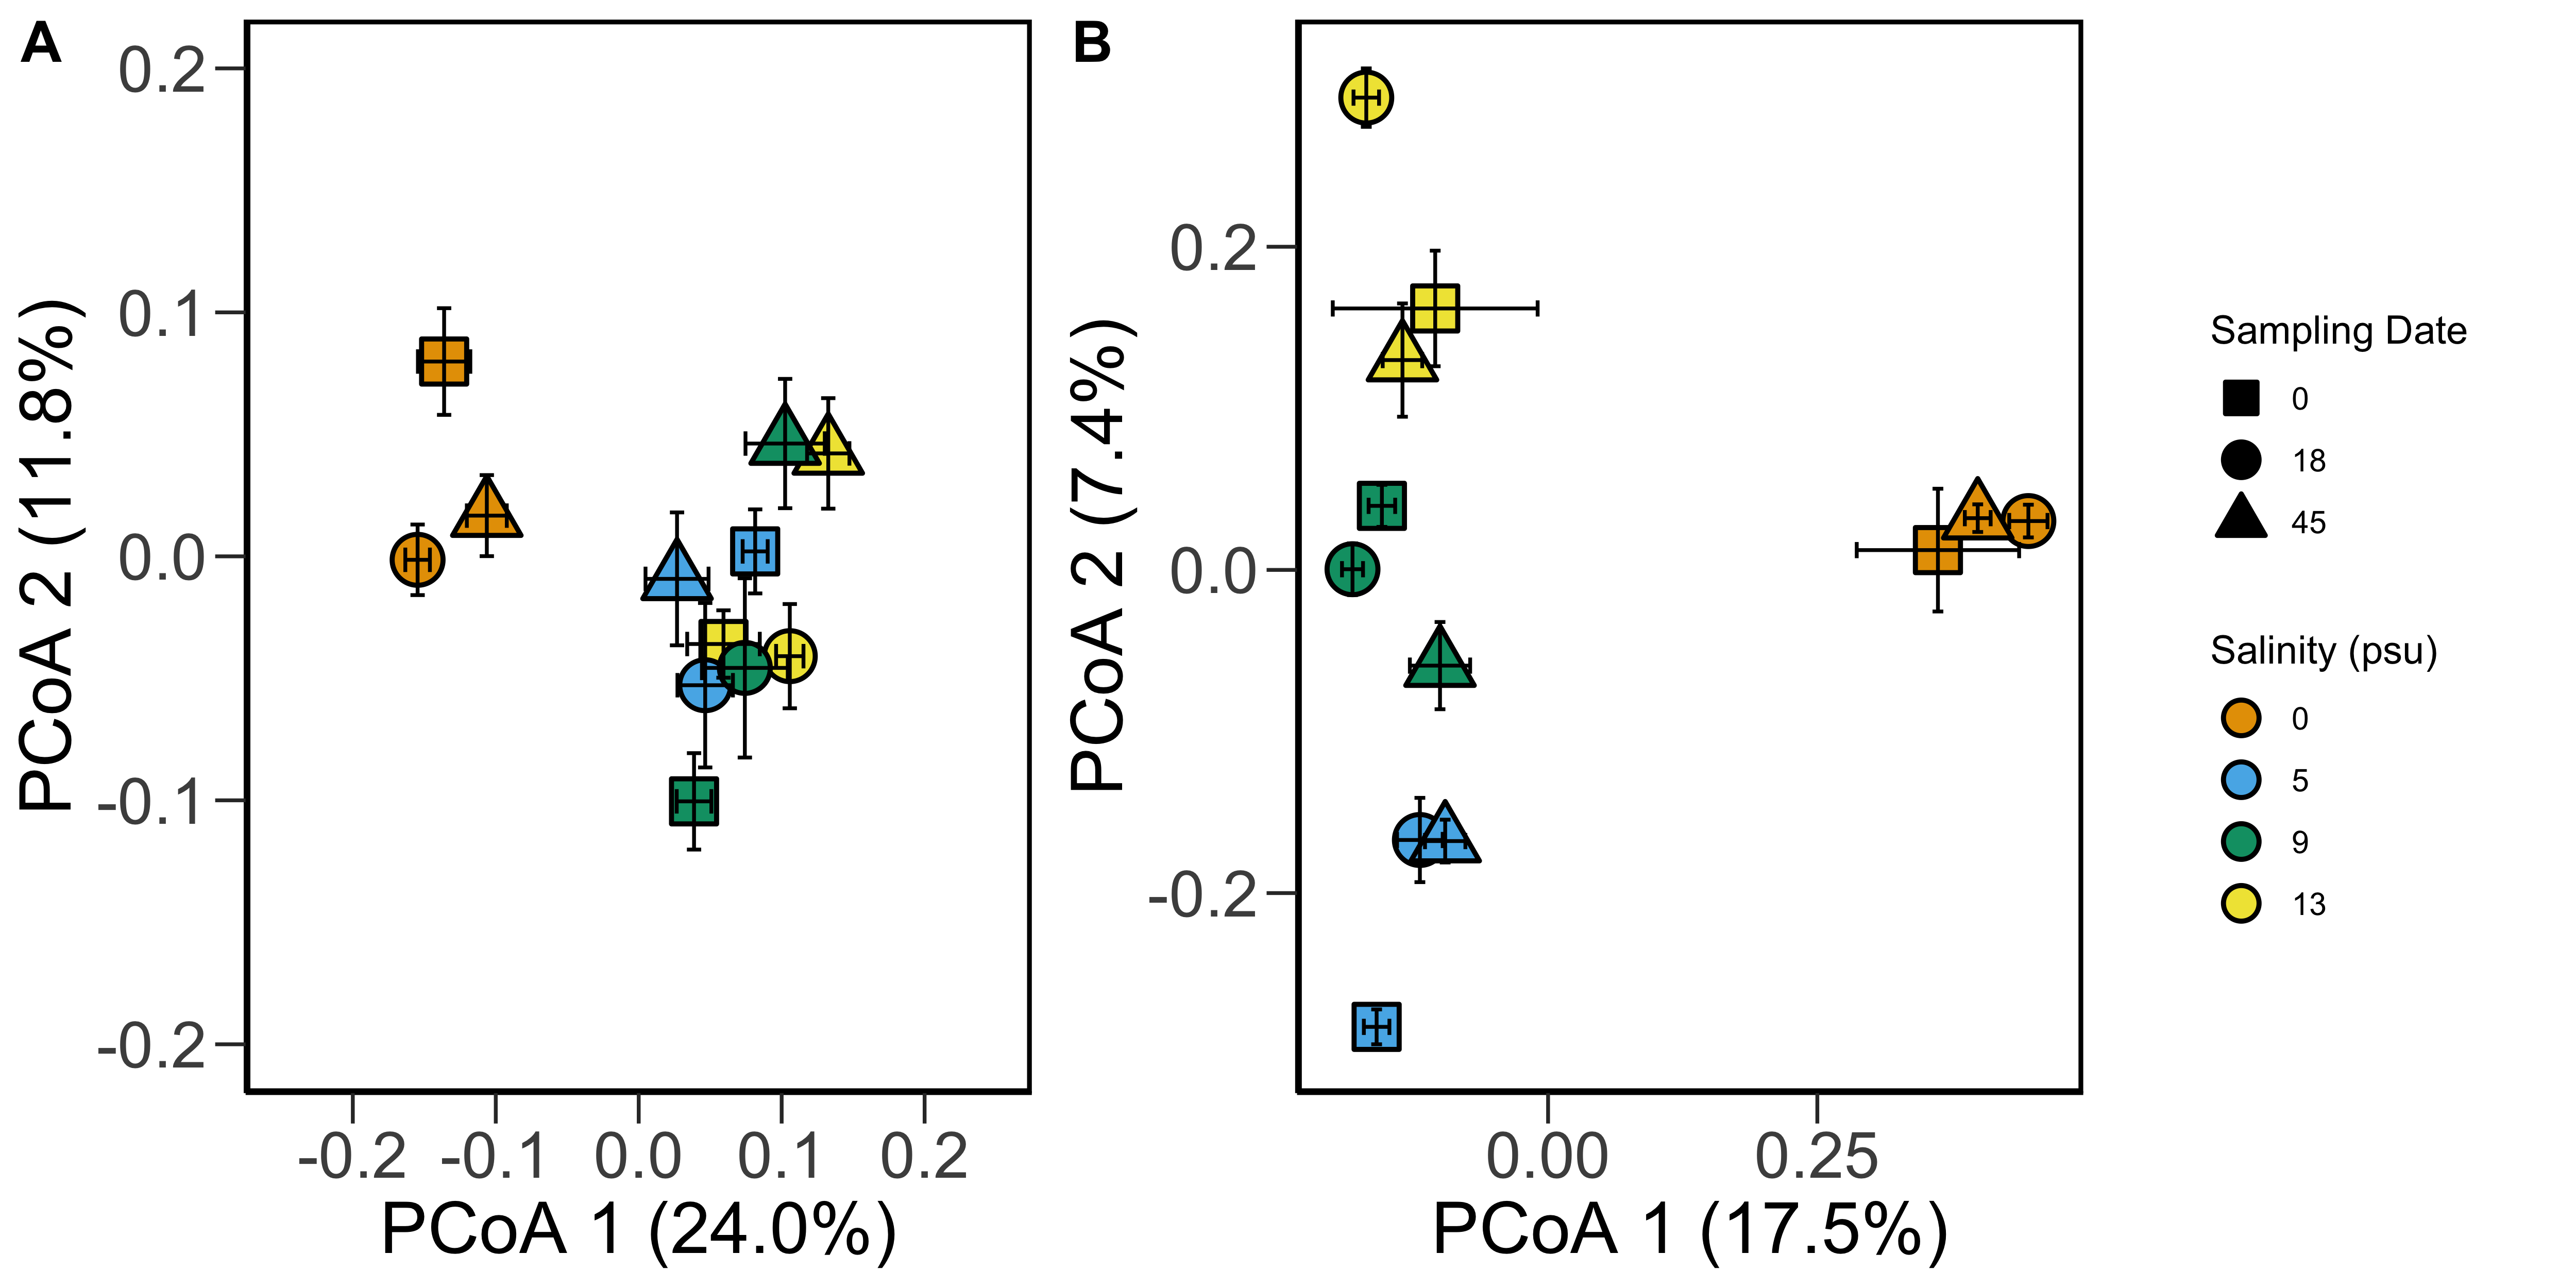 A
0.2
0.1
0.0
-0.1
-0.2
PCoA 2 (11.8%)
-0.2 -0.1 0.0 0.1 0.2
PCoA 1 (24.0%)
B
0.2
0.0
-0.2
PCoA 2 (7.4%)
0.00 0.25
PCoA 1 (17.5%)
Sampling Date
0
18
45
Salinity (psu)
0
5
9
13